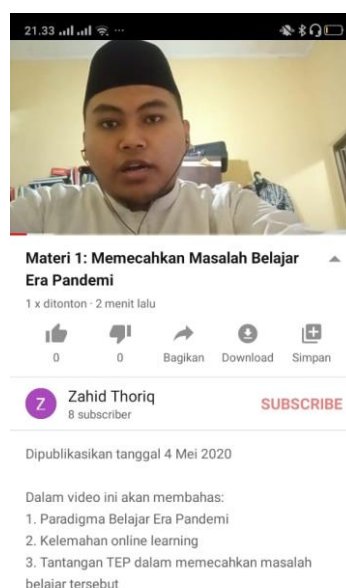 21.33
Materi 1: Memecahkan Masalah Belajar
Era Pandemi
1 x ditonton · 2 menit lalu
0
0
Bagikan
Download
Simpan
Z
Zahid Thoriq
8 subscriber
SUBSCRIBE
Dipublikasikan tanggal 4 Mei 2020
Dalam video ini akan membahas:
1. Paradigma Belajar Era Pandemi
2. Kelemahan online learning
3. Tantangan TEP dalam memecahkan masalah
belajar tersebut